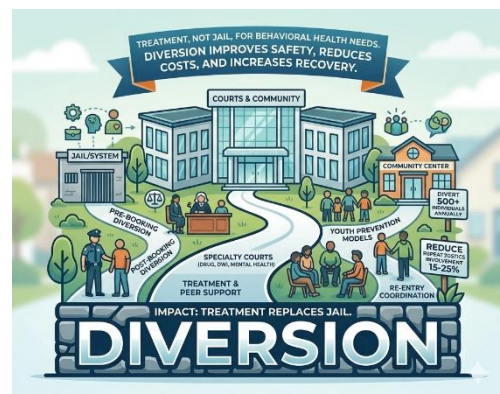 TREATMENT, NOT JAIL, FOR BEHAVIORAL HEALTH NEEDS.
DIVERSION IMPROVES SAFETY, REDUCES
COSTS, AND INCREASES RECOVERY.
COURTS & COMMUNITY
JAIL/SYSTEM
COMMUNITY CENTER
DIVERT
500+
INDIVIDUALS
ANNUALLY
PRE-BOOKING
DIVERSION
POST-BOOKING
DIVERSION
YOUTH PREVENTION
MODELS
REDUCE
INVOLVEMENT
15-25%
SPECIALTY COURTS
(DRUG, DWI, MENTAL HEALTH)
TREATMENT &
PEER SUPPORT
RE-ENTRY
COORDINATION
IMPACT: TREATMENT REPLACES JAIL.
DIVERSION